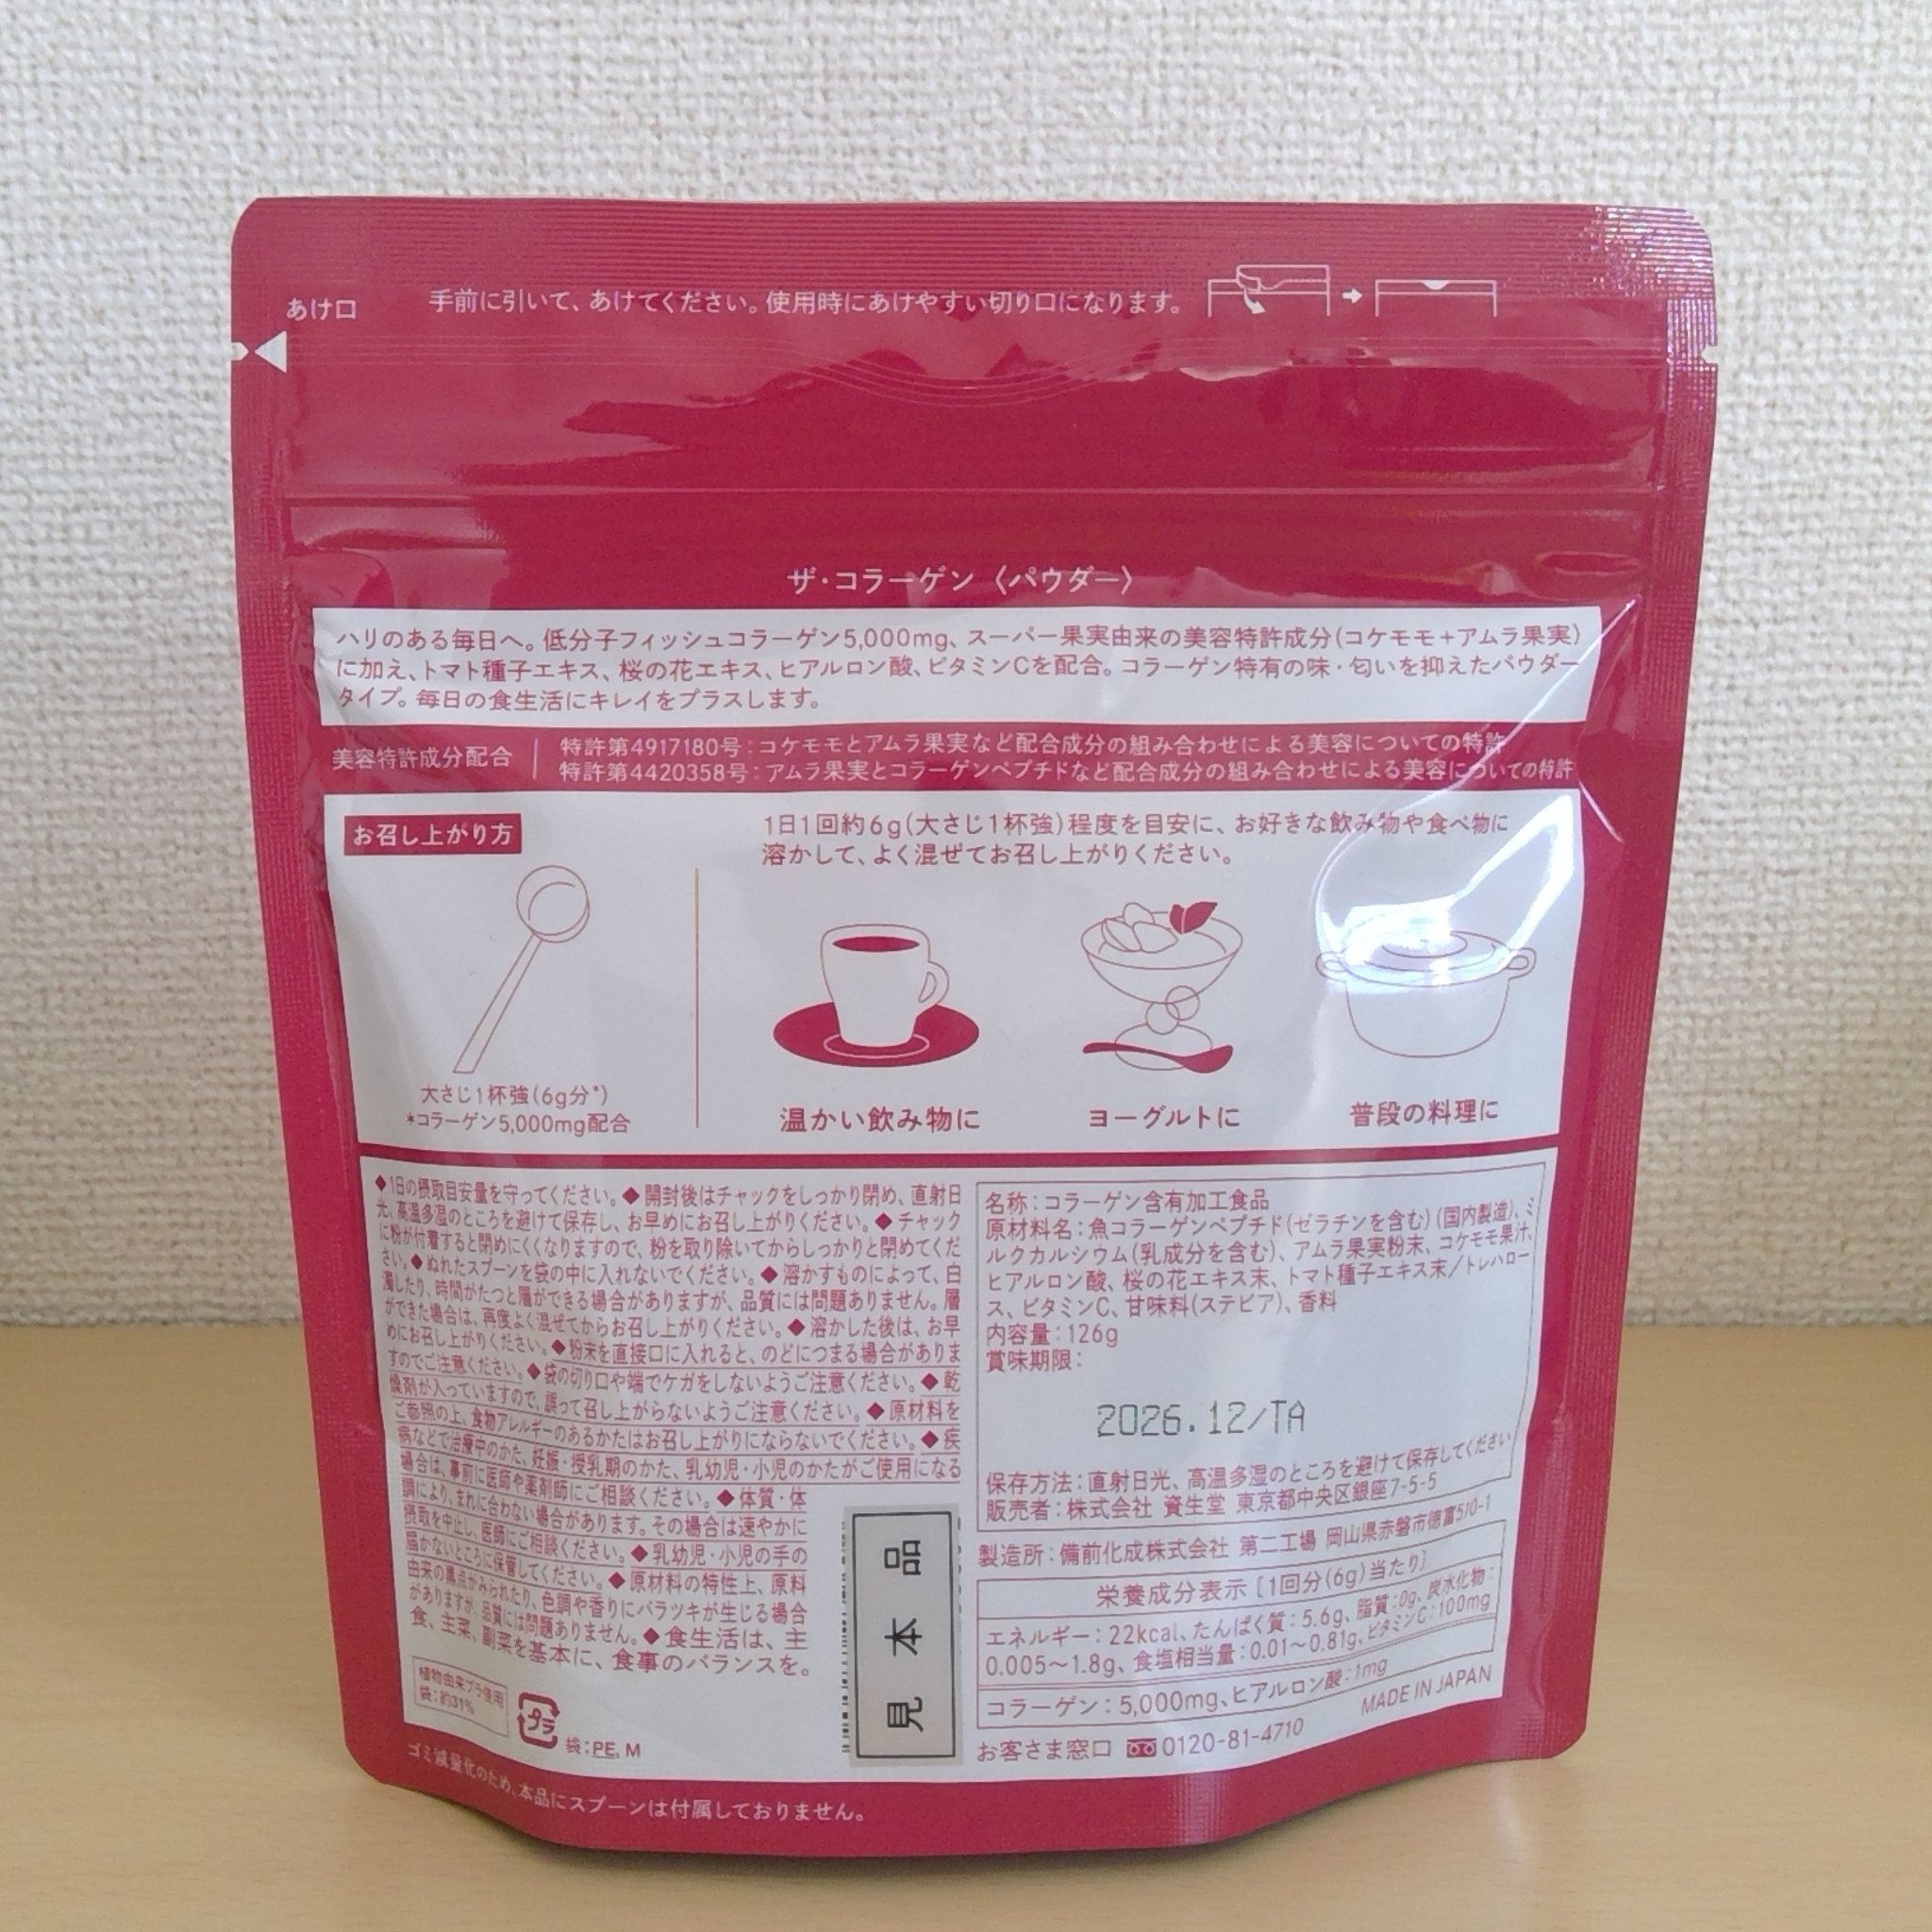 あけ口
手前に引いて、あけてください。使用時にあけやすい切り口になります。
ザ・コラーゲン〈パウダー〉
ハリのある毎日へ。低分子フィッシュコラーゲン5,000mg、スーパー果実由来の美容特許成分(コケモモ+アムラ果実)
に加え、トマト種子エキス、桜の花エキス、ヒアルロン酸、ビタミンCを配合。コラーゲン特有の味・匂いを抑えたパウダー
タイプ。毎日の食生活にキレイをプラスします。
美容特許成分配合
特許第4917180号:コケモモとアムラ果実など配合成分の組み合わせによる美容についての特許
特許第4420358号:アムラ果実とコラーゲンペプチドなど配合成分の組み合わせによる美容についての特許
お召し上がり方
1日1回約6g(大さじ1杯強)程度を目安に、お好きな飲み物や食べ物に
溶かして、よく混ぜてお召し上がりください。
大さじ1杯強(6g分*)
*コラーゲン5,000mg配合
温かい飲み物に
ヨーグルトに
普段の料理に
◆1日の摂取目安量を守ってください。◆開封後はチャックをしっかり閉め、直射日
光、高温多湿のところを避けて保存し、お早めにお召し上がりください。◆チャック
に粉が付着すると閉めにくくなりますので、粉を取り除いてからしっかりと閉めてくだ
さい。◆ぬれたスプーンを袋の中に入れないでください。◆溶かすものによって、白
濁したり、時間がたつと層ができる場合がありますが、品質には問題ありません。層
ができた場合は、再度よく混ぜてからお召し上がりください。◆溶かした後は、お早
めにお召し上がりください。◆粉末を直接口に入れると、のどにつまる場合がありま
すのでご注意ください。◆袋の切り口や端でケガをしないようご注意ください。◆乾
燥剤が入っていますので、誤って召し上がらないようご注意ください。◆原材料を
ご参照の上、食物アレルギーのあるかたはお召し上がりにならないでください。◆疾
病などで治療中のかた、妊娠・授乳期のかた、乳幼児・小児のかたがご使用になる
場合は、事前に医師や薬剤師にご相談ください。◆体質・体
調により、まれに合わない場合があります。その場合は速やかに
摂取を中止し、医師にご相談ください。◆乳幼児・小児の手の
届かないところに保管してください。◆原材料の特性上、原料
由来の黒点がみられたり、色調や香りにバラツキが生じる場合
がありますが、品質には問題ありません。◆食生活は、主
食、主菜、副菜を基本に、食事のバランスを。
植物由来プラ使用
袋:約31%
プラ
袋:PE, M
見本品
名称:コラーゲン含有加工食品
原材料名:魚コラーゲンペプチド(ゼラチンを含む)(国内製造)、ミ
ルクカルシウム(乳成分を含む)、アムラ果実粉末、コケモモ果汁、
ヒアルロン酸、桜の花エキス末、トマト種子エキス末/トレハロー
ス、ビタミンC、甘味料(ステビア)、香料
内容量:126g
賞味期限:
2026.12/TA
保存方法:直射日光、高温多湿のところを避けて保存してください
販売者:株式会社 資生堂 東京都中央区銀座7-5-5
製造所:備前化成株式会社 第二工場 岡山県赤磐市徳富510-1
栄養成分表示[1回分(6g)当たり]
エネルギー:22kcal、たんぱく質:5.6g、脂質:0g、炭水化物:
0.005〜1.8g、食塩相当量:0.01〜0.81g、ビタミンC:100mg
コラーゲン:5,000mg、ヒアルロン酸:1mg
MADE IN JAPAN
お客さま窓口 0120-81-4710
ゴミ減量化のため、本品にスプーンは付属しておりません。